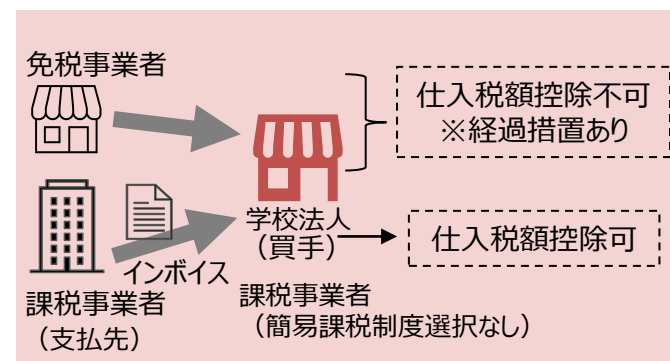 免税事業者
仕入税額控除不可
※経過措置あり
学校法人
（買手）
仕入税額控除可
インボイス
課税事業者
（支払先）
課税事業者
（簡易課税制度選択なし）